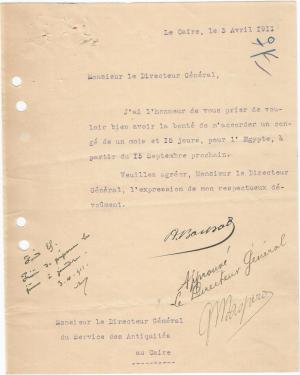 Le Caire, le 3 Avril 1911
Monsieur le Directeur Général,
J'ai l'honneur de vous prier de vou-
loir bien avoir la bonté de m'accorder un con-
gé de un mois et 15 jours, pour l'Egypte, à
partir du 15 Septembre prochain.
Veuillez agréer, Monsieur le Directeur
Général, l'expression de mon respectueux dé-
voûment.
Approuvé
Le Directeur Général
G Maspero
Monsieur le Directeur Général
du Service des Antiquités
au Caire